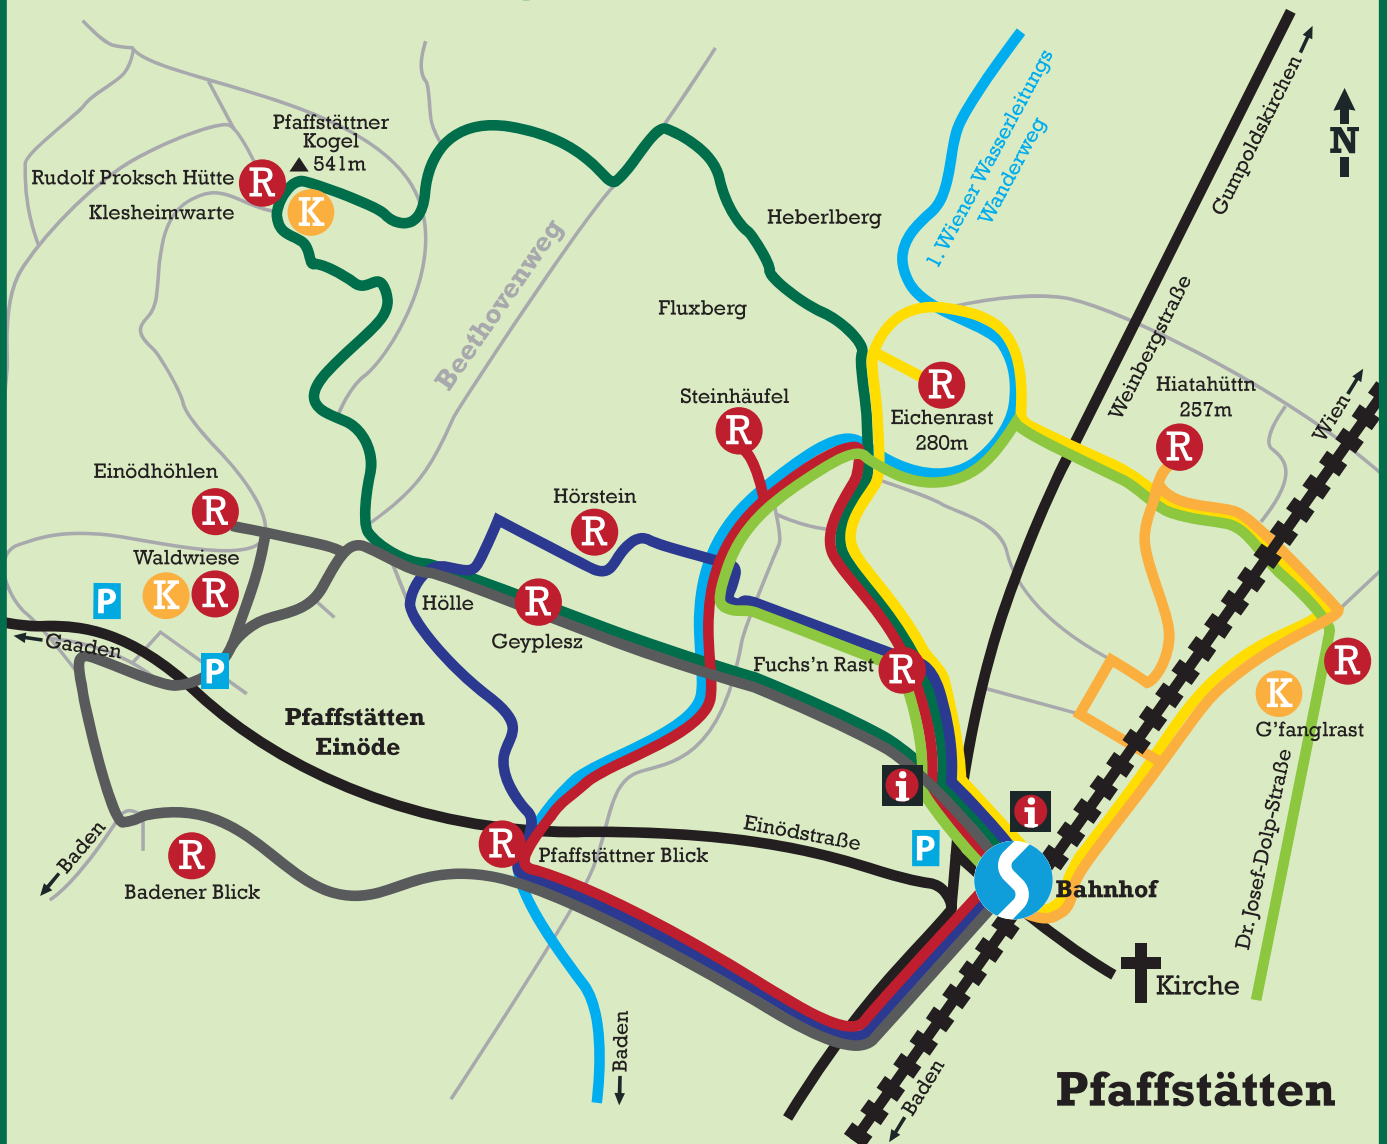 Pfaffstättner
Kogel
541m
Rudolf Proksch Hütte
R
Klesheimwarte
K
Beethovenweg
Heberlberg
Fluxberg
1. Wiener Wasserleitungs
Wanderweg
Gumpoldskirchen
N
Weinbergstraße
Wien
Hiatahüttn
257m
R
R
Eichenrast
280m
Steinhäufel
R
Einödhöhlen
R
Hörstein
R
Waldwiese
P
K
R
Hölle
R
Geyplesz
Gaaden
P
Fuchs'n Rast
R
R
K
G'fanglrast
Pfaffstätten
Einöde
i
i
Dr. Josef-Dolp-Straße
Einödstraße
P
Baden
R
Badener Blick
R
Pfaffstättner Blick
Bahnhof
Kirche
Baden
Baden
Pfaffstätten